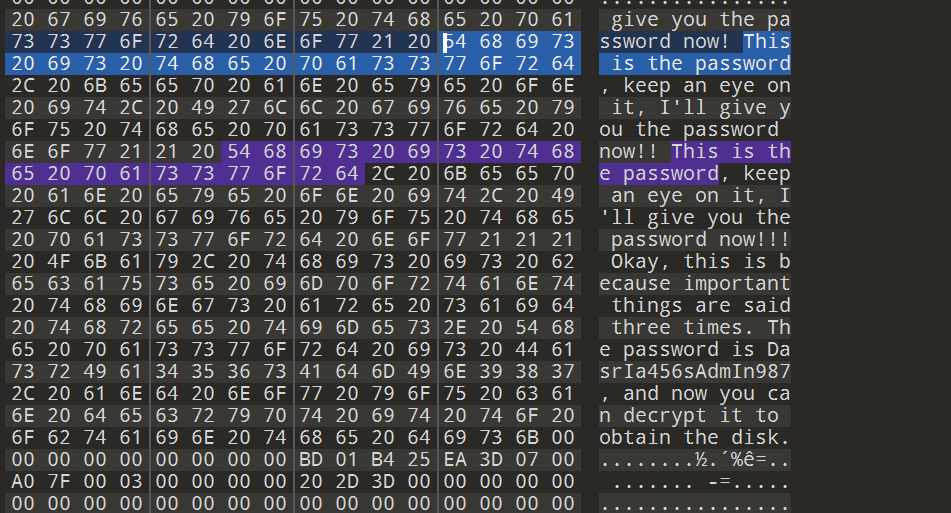 00 00 00 00 00 00 00 00 00 00 00 00 00 00 00 00 ................
20 67 69 76 65 20 79 6F 75 20 74 68 65 20 70 61  give you the pa
73 73 77 6F 72 64 20 6E 6F 77 21 20 54 68 69 73 ssword now! This
20 69 73 20 74 68 65 20 70 61 73 73 77 6F 72 64  is the password
2C 20 6B 65 65 70 20 61 6E 20 65 79 65 20 6F 6E , keep an eye on
20 69 74 2C 20 49 27 6C 6C 20 67 69 76 65 20 79  it, I'll give y
6F 75 20 74 68 65 20 70 61 73 73 77 6F 72 64 20 ou the password
6E 6F 77 21 21 20 54 68 69 73 20 69 73 20 74 68 now!! This is th
65 20 70 61 73 73 77 6F 72 64 2C 20 6B 65 65 70 e password, keep
20 61 6E 20 65 79 65 20 6F 6E 20 69 74 2C 20 49  an eye on it, I
27 6C 6C 20 67 69 76 65 20 79 6F 75 20 74 68 65 'll give you the
20 70 61 73 73 77 6F 72 64 20 6E 6F 77 21 21 21  password now!!!
20 4F 6B 61 79 2C 20 74 68 69 73 20 69 73 20 62  Okay, this is b
65 63 61 75 73 65 20 69 6D 70 6F 72 74 61 6E 74 ecause important
20 74 68 69 6E 67 73 20 61 72 65 20 73 61 69 64  things are said
20 74 68 72 65 65 20 74 69 6D 65 73 2E 20 54 68  three times. Th
65 20 70 61 73 73 77 6F 72 64 20 69 73 20 44 61 e password is Da
73 72 49 61 34 35 36 73 41 64 6D 49 6E 39 38 37 srIa456sAdmIn987
2C 20 61 6E 64 20 6E 6F 77 20 79 6F 75 20 63 61 , and now you ca
6E 20 64 65 63 72 79 70 74 20 69 74 20 74 6F 20 n decrypt it to
6F 62 74 61 69 6E 20 74 68 65 20 64 69 73 6B 00 obtain the disk.
00 00 00 00 00 00 00 00 BD 01 B4 25 EA 3D 07 00 ........½.´%ê=..
A0 7F 00 03 00 00 00 00 20 2D 3D 00 00 00 00 00  ....... -=.....
00 00 00 00 00 00 00 00 00 00 00 00 00 00 00 00 ................